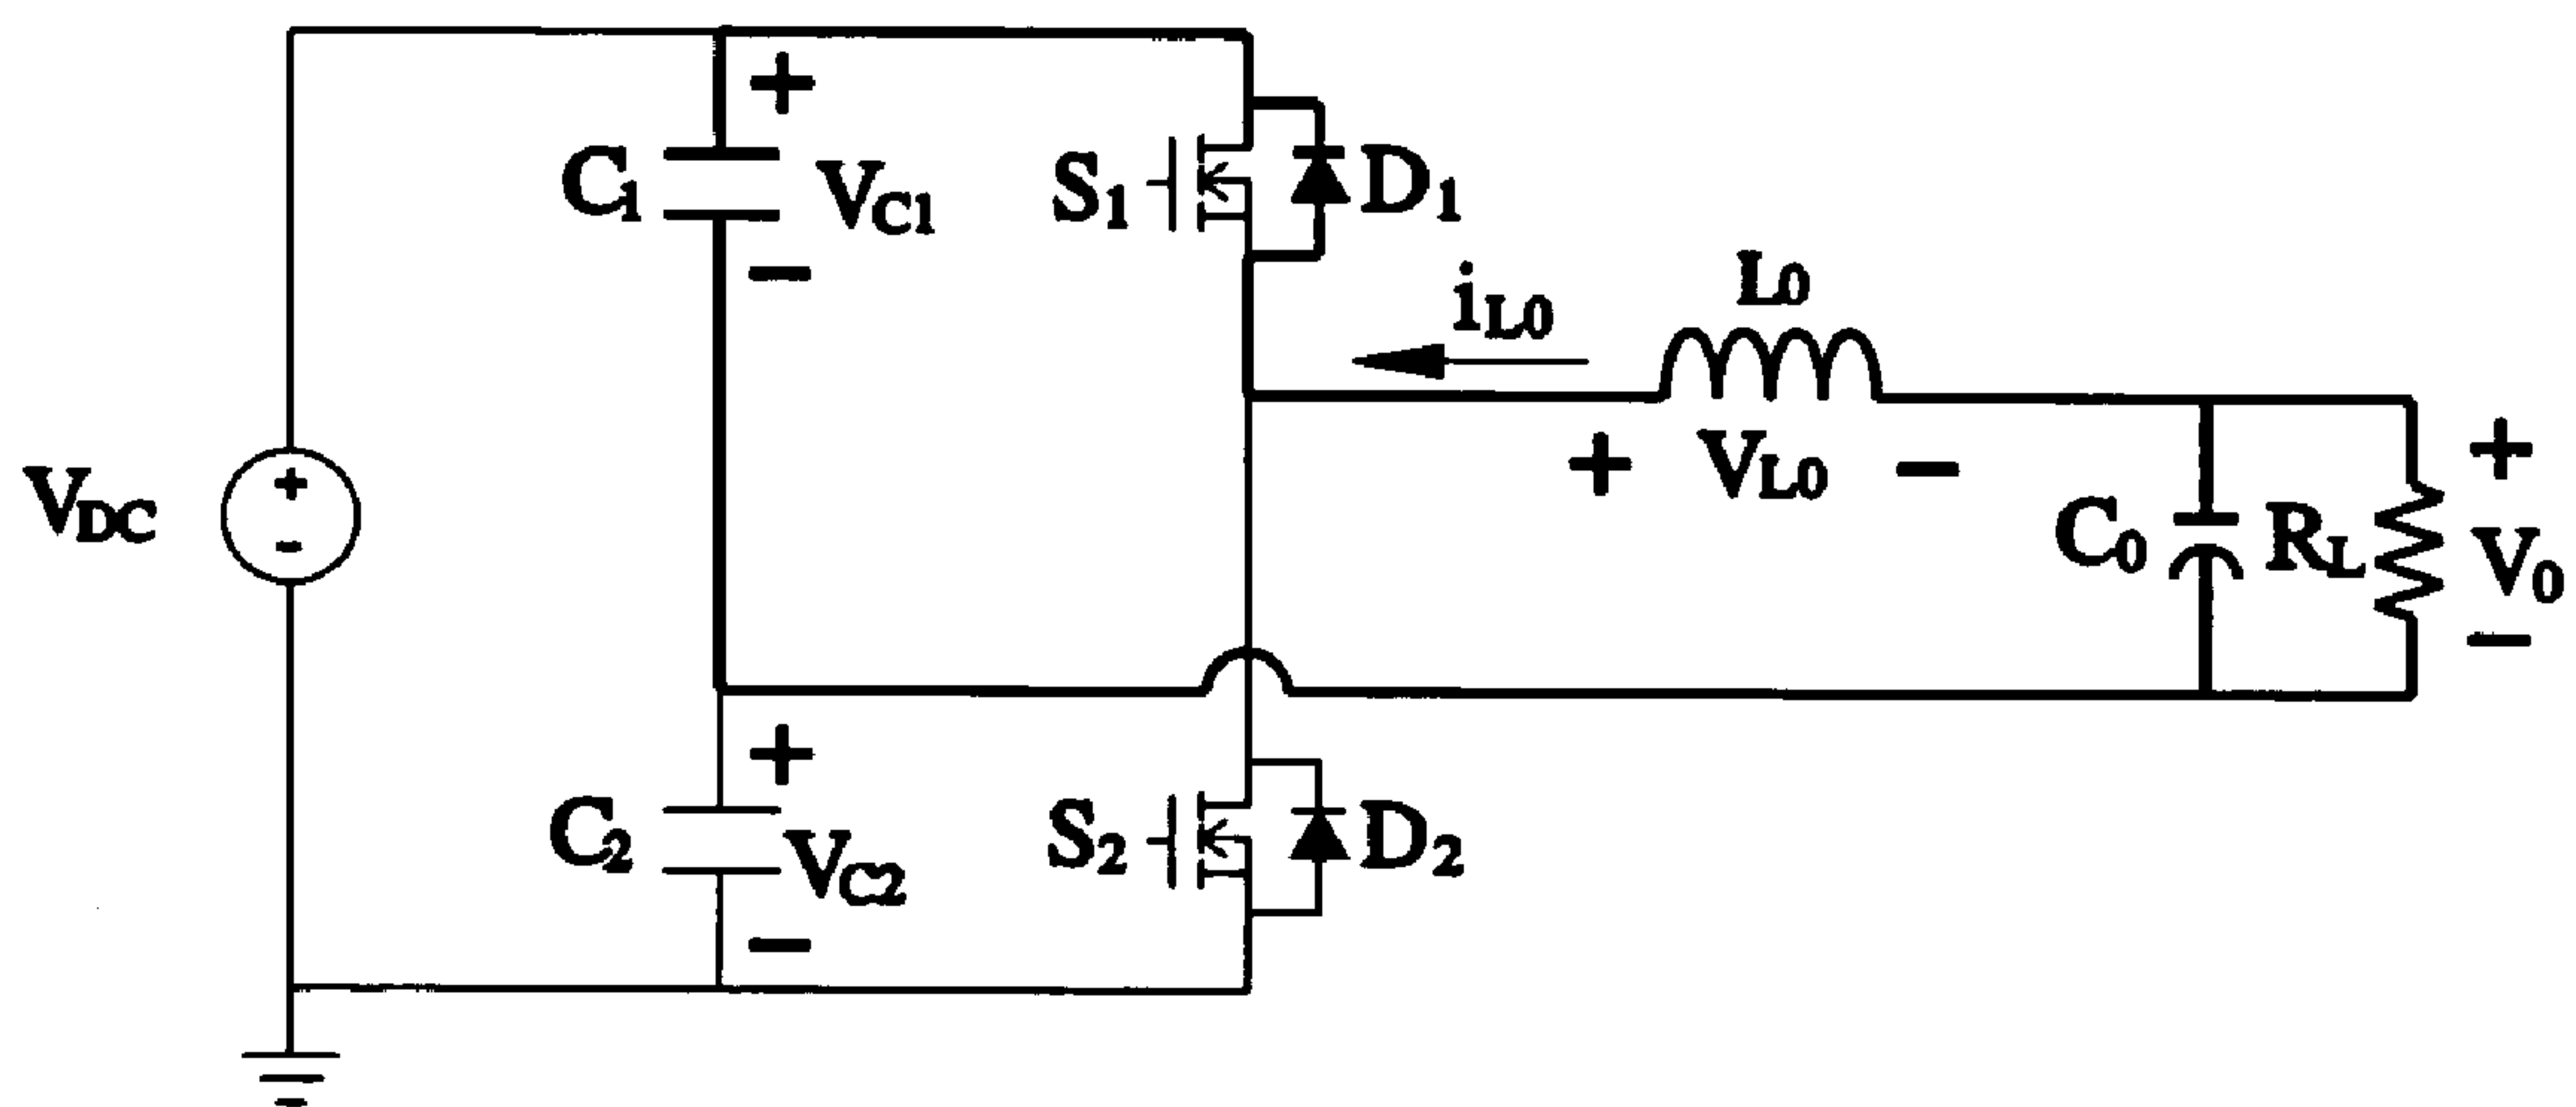 +
C1
VC1
−
S1
D1
iL0
L0
+ VL0 −
VDC
+
-
C0
RL
+
V0
−
+
C2
VC2
−
S2
D2